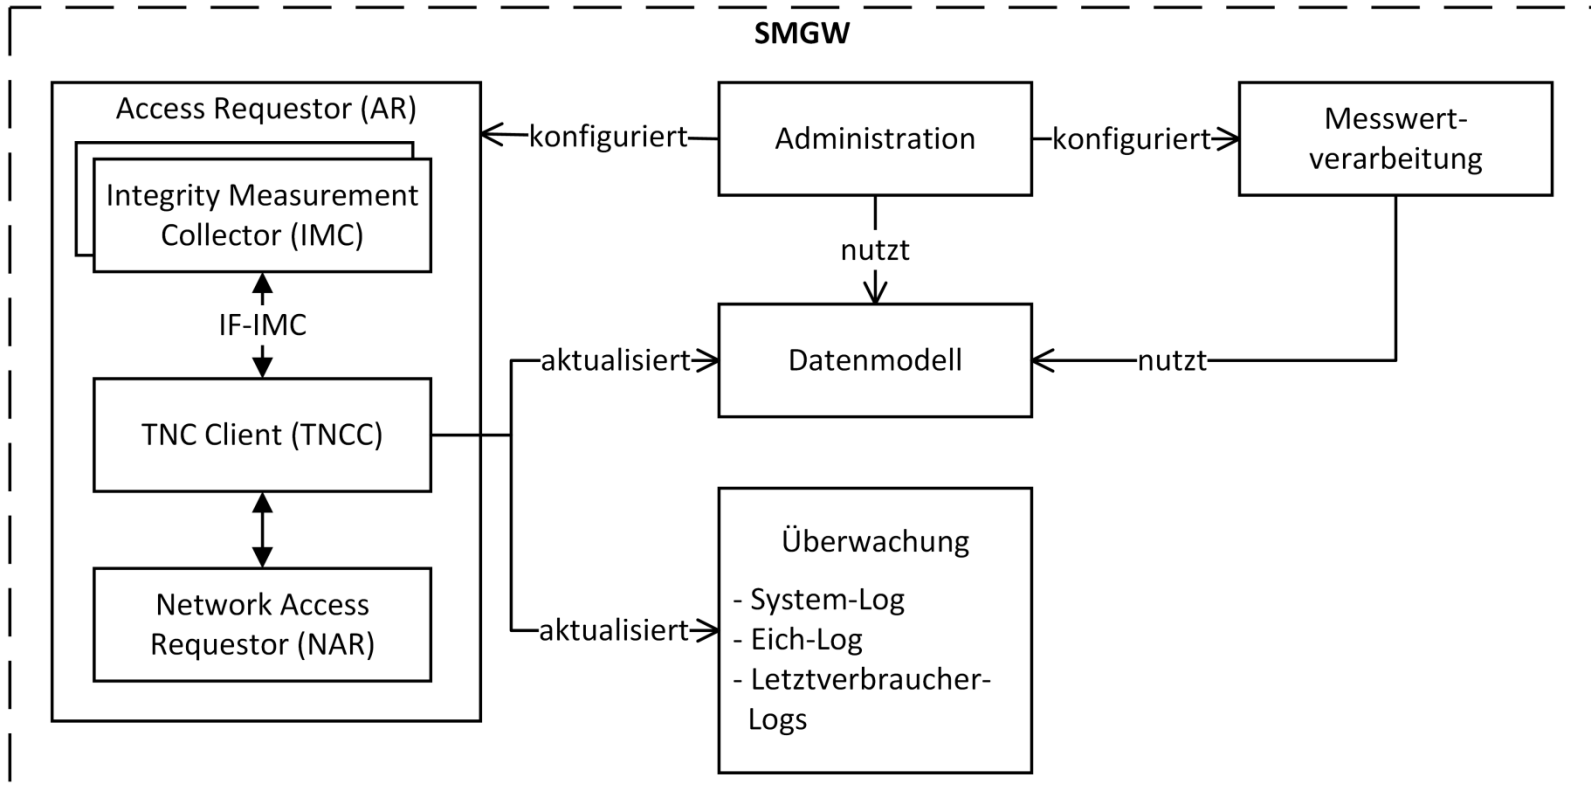 SMGW
Access Requestor (AR)
Integrity Measurement
Collector (IMC)
IF-IMC
TNC Client (TNCC)
Network Access
Requestor (NAR)
konfiguriert
Administration
konfiguriert
Messwert-
verarbeitung
nutzt
aktualisiert
Datenmodell
nutzt
aktualisiert
Überwachung
- System-Log
- Eich-Log
- Letztverbraucher-
Logs